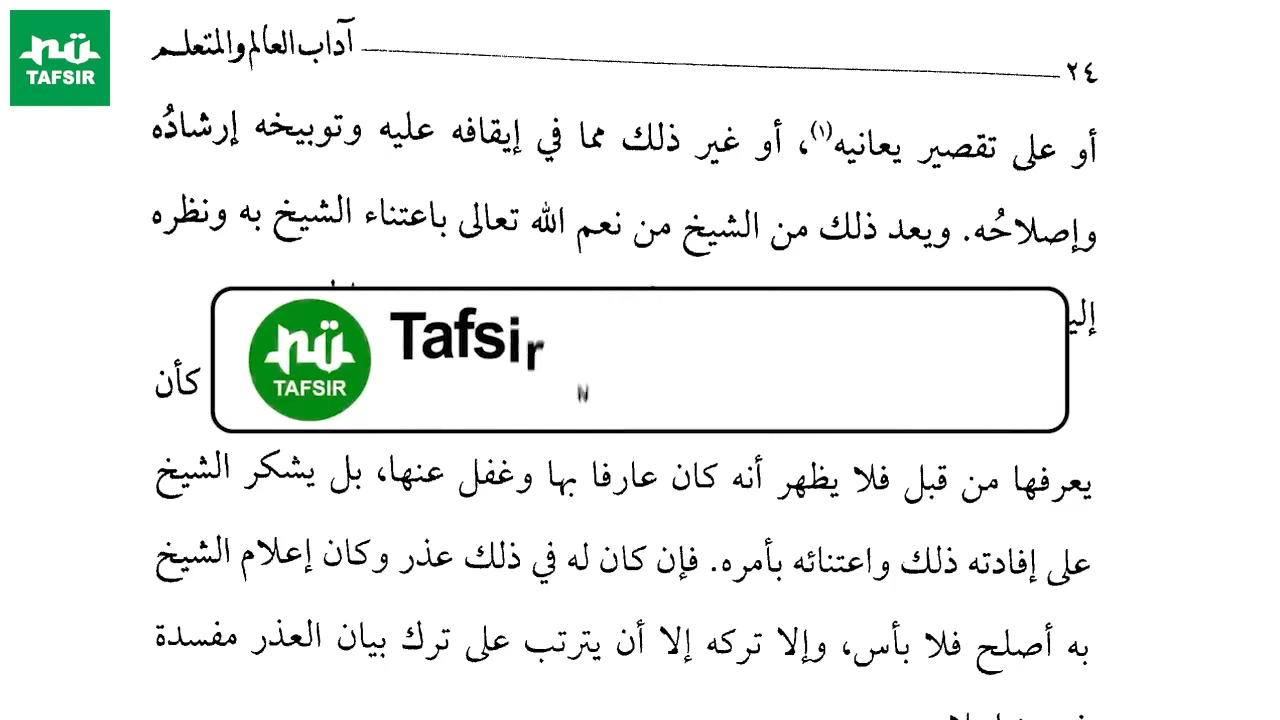 TAFSIR
آداب العالم والمتعلم
٢٤
أو على تقصير يعانيه(١)، أو غير ذلك مما في إيقافه عليه وتوبيخه إرشادُه
وإصلاحُه. ويعد ذلك من الشيخ من نعم الله تعالى باعتناء الشيخ به ونظره
TAFSIR
Tafsir
N
كأن
يعرفها من قبل فلا يظهر أنه كان عارفا بها وغفل عنها، بل يشكر الشيخ
على إفادته ذلك واعتنائه بأمره. فإن كان له في ذلك عذر وكان إعلام الشيخ
به أصلح فلا بأس، وإلا تركه إلا أن يترتب على ترك بيان العذر مفسدة